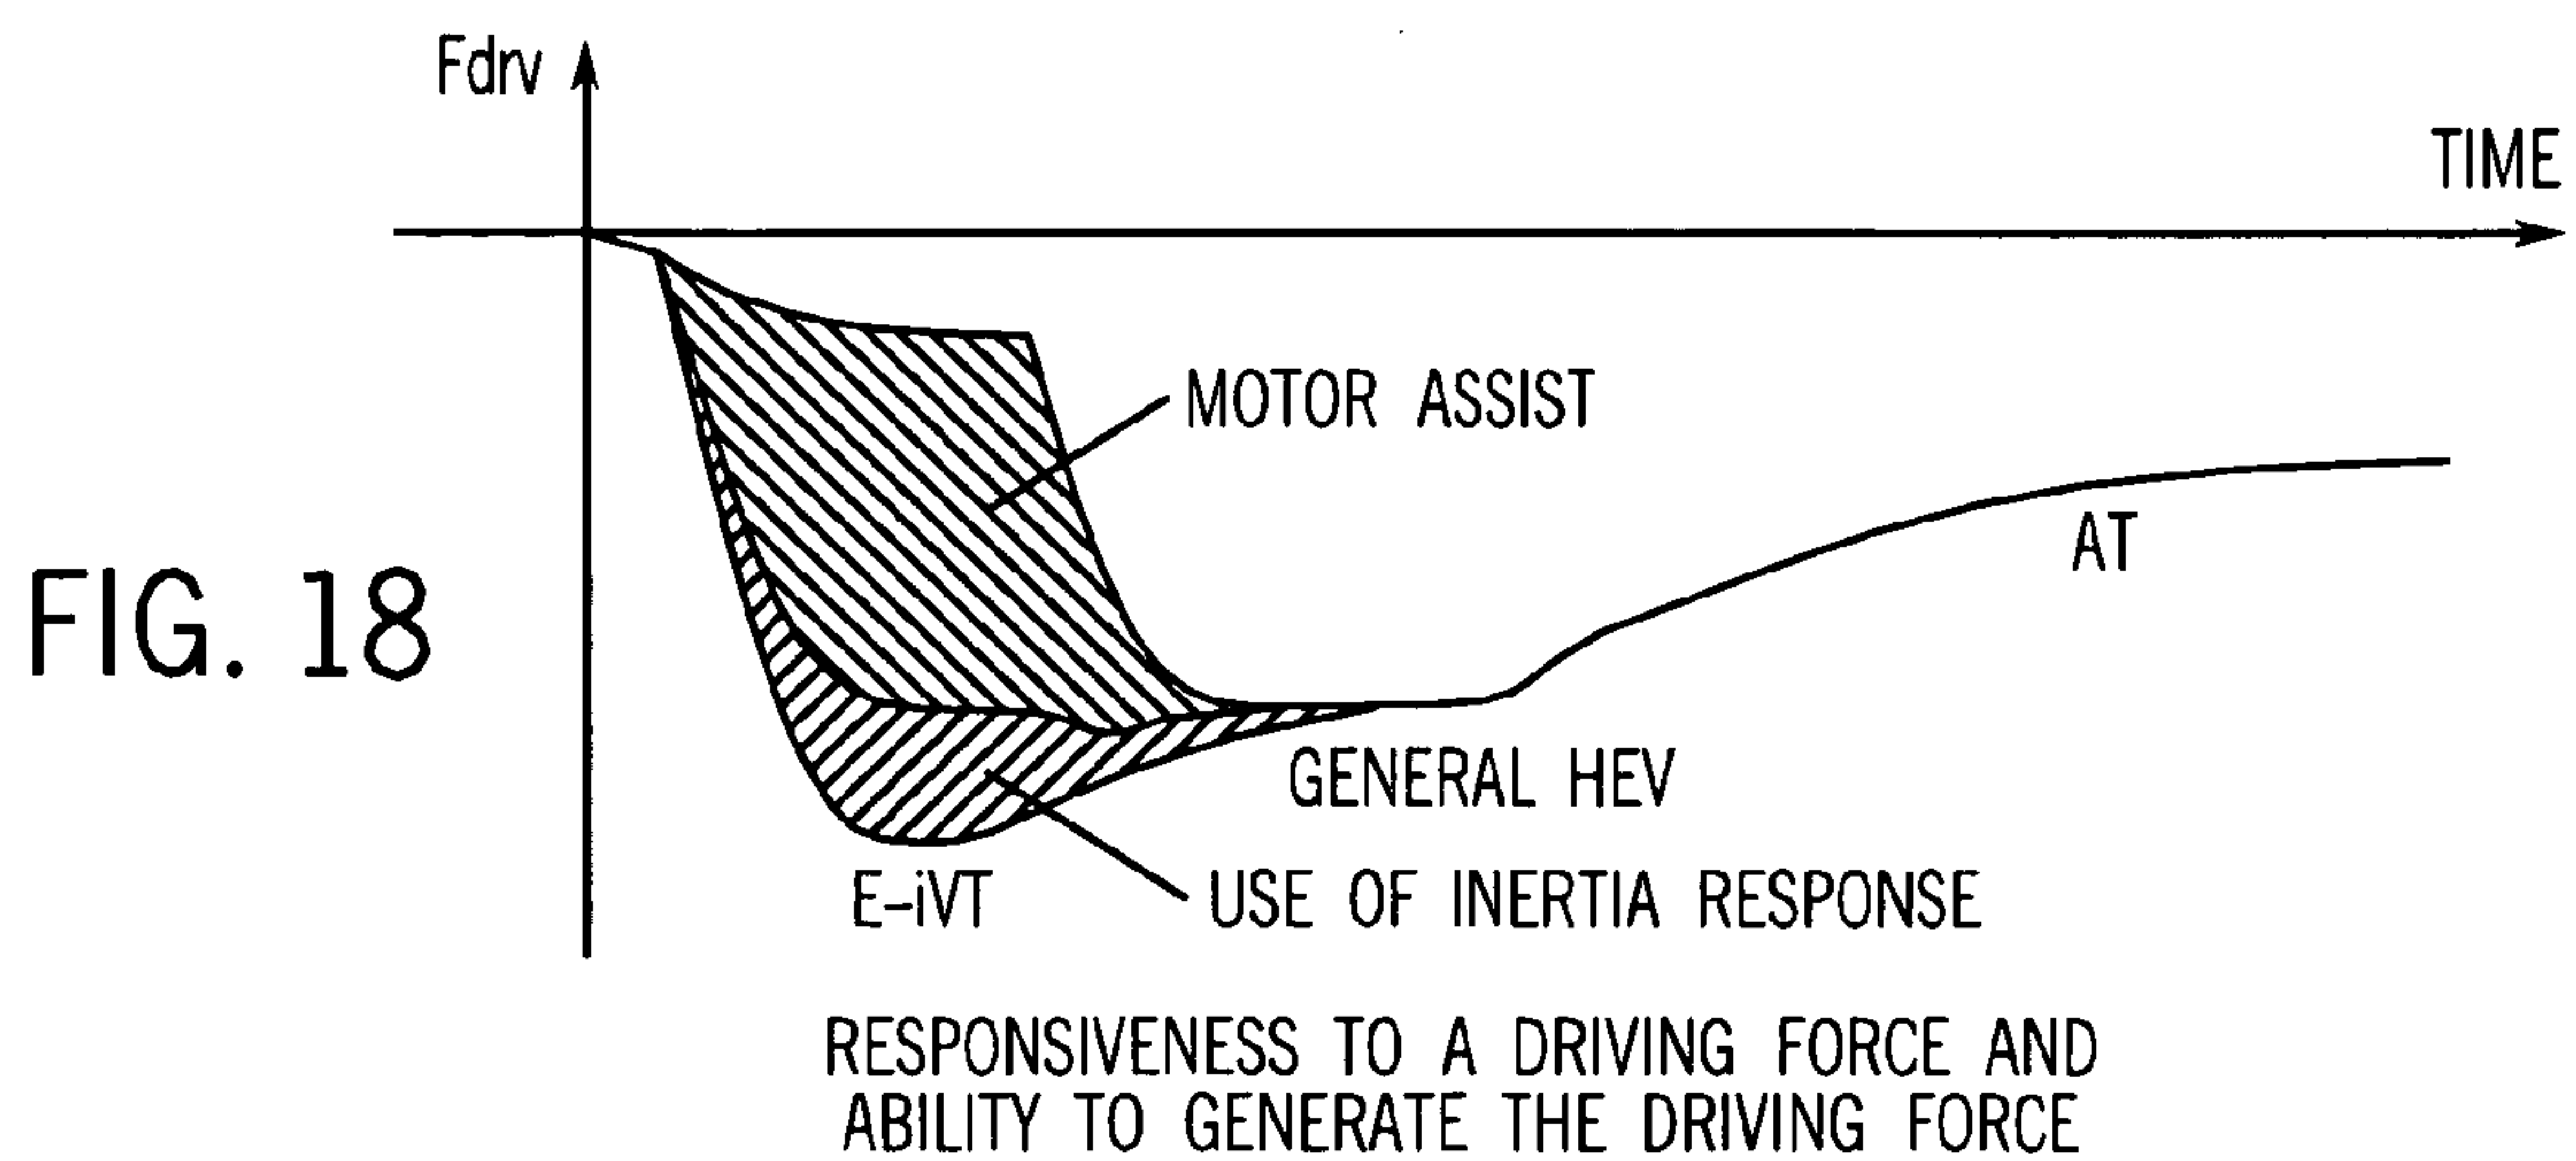 Fdrv
TIME
MOTOR ASSIST
AT
FIG. 18
GENERAL HEV
E-iVT
USE OF INERTIA RESPONSE
RESPONSIVENESS TO A DRIVING FORCE AND
ABILITY TO GENERATE THE DRIVING FORCE